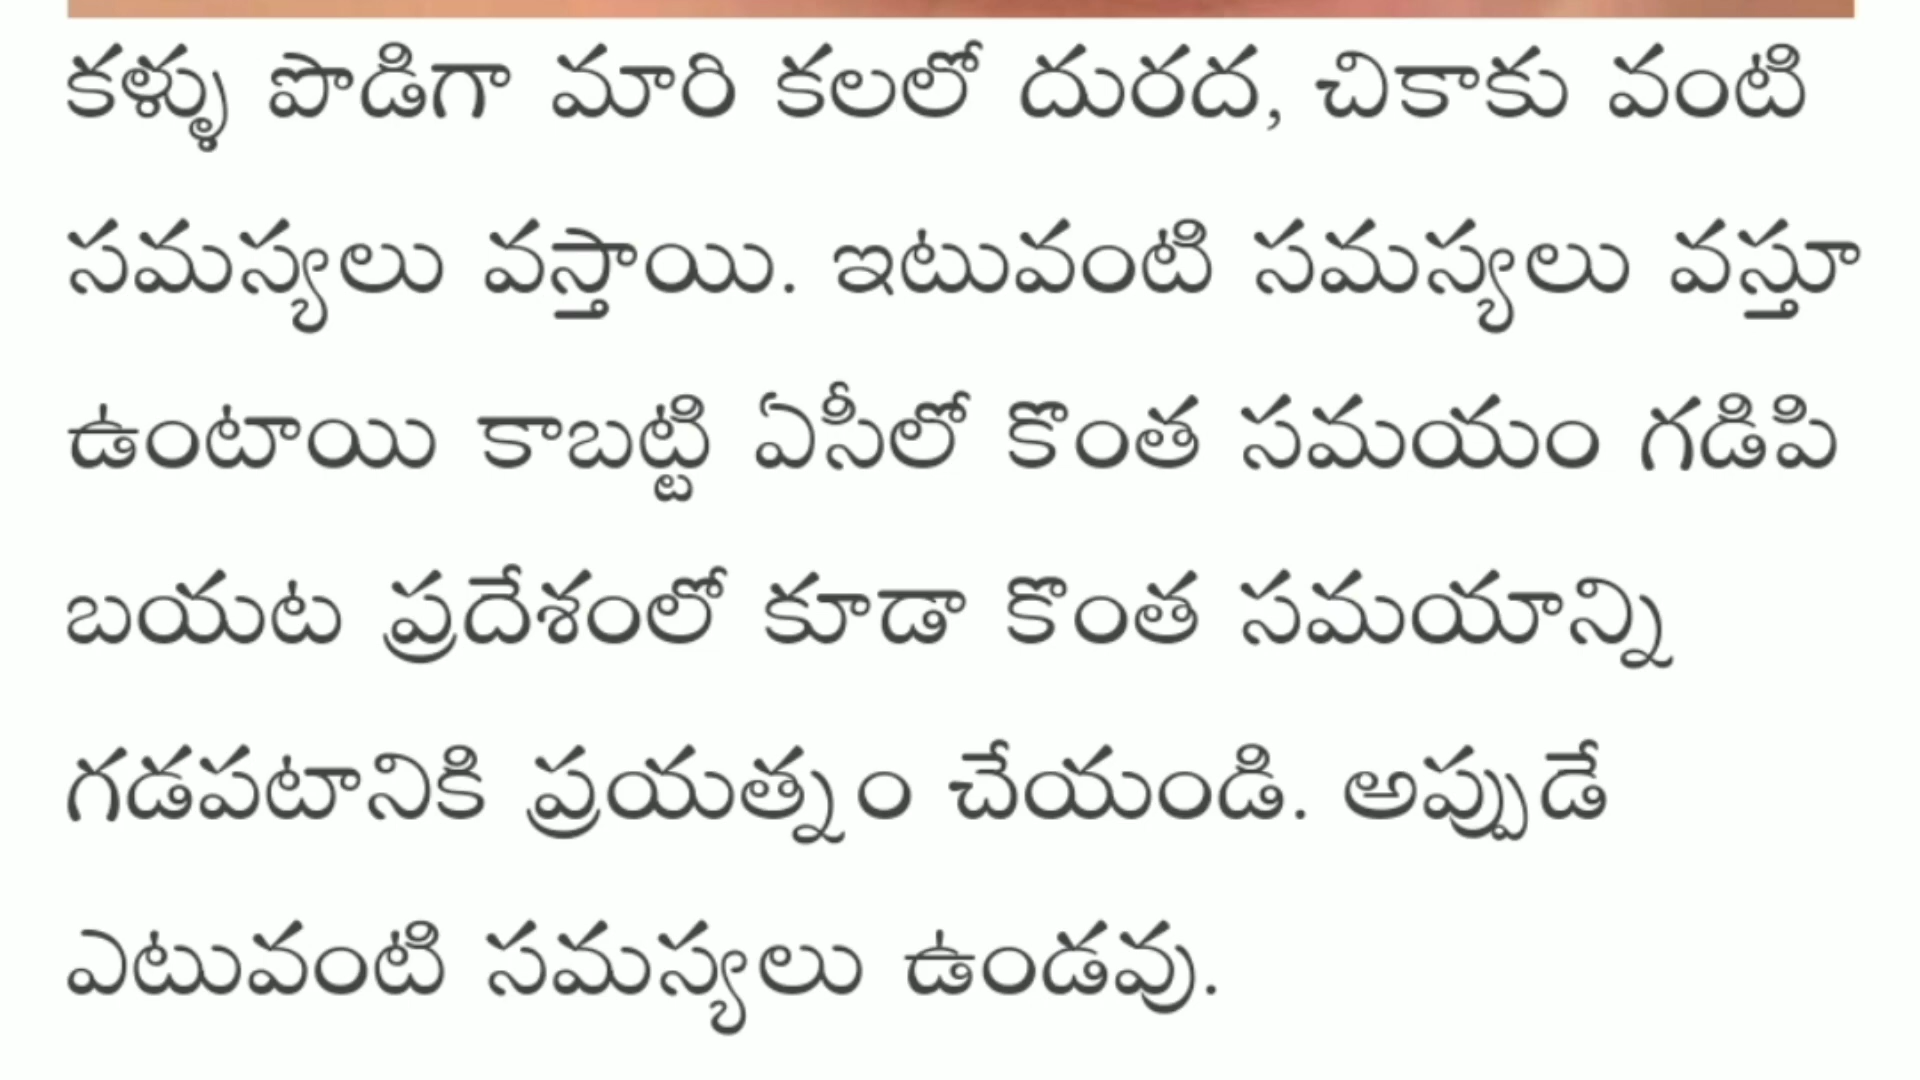 కళ్ళు పొడిగా మారి కలలో దురద, చికాకు వంటి
సమస్యలు వస్తాయి. ఇటువంటి సమస్యలు వస్తూ
ఉంటాయి కాబట్టి ఏసీలో కొంత సమయం గడిపి
బయట ప్రదేశంలో కూడా కొంత సమయాన్ని
గడపటానికి ప్రయత్నం చేయండి. అప్పుడే
ఎటువంటి సమస్యలు ఉండవు.